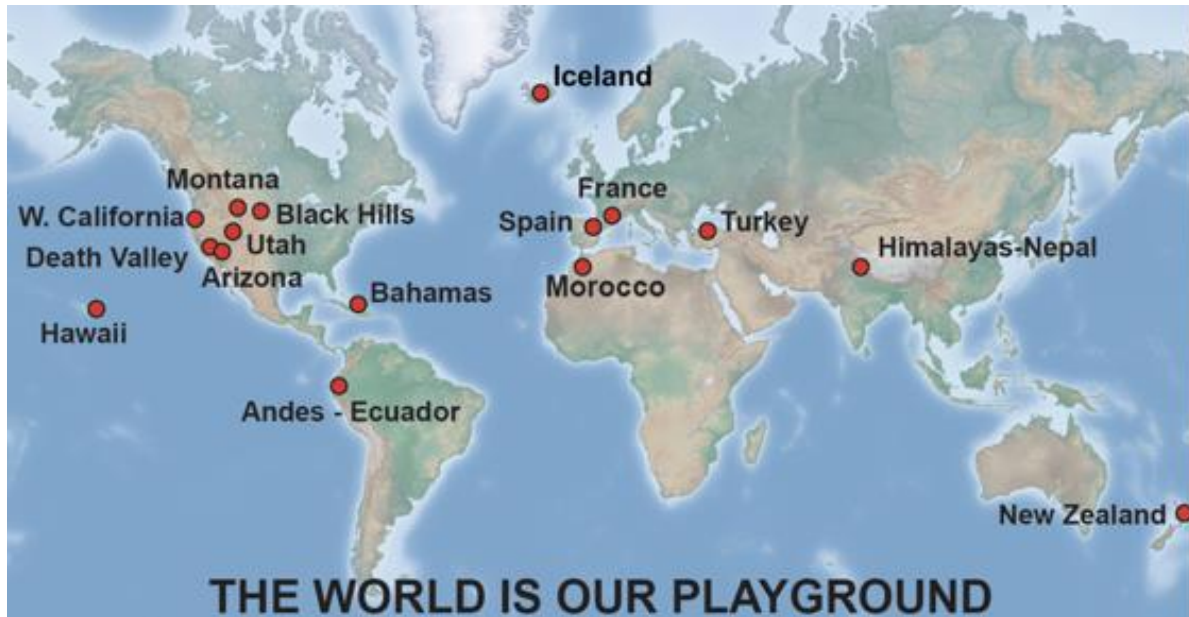 Iceland
Montana
France
W. California
Black Hills
Spain
Turkey
Utah
Himalayas-Nepal
Death Valley
Arizona
Morocco
Bahamas
Hawaii
Andes - Ecuador
New Zealand
THE WORLD IS OUR PLAYGROUND